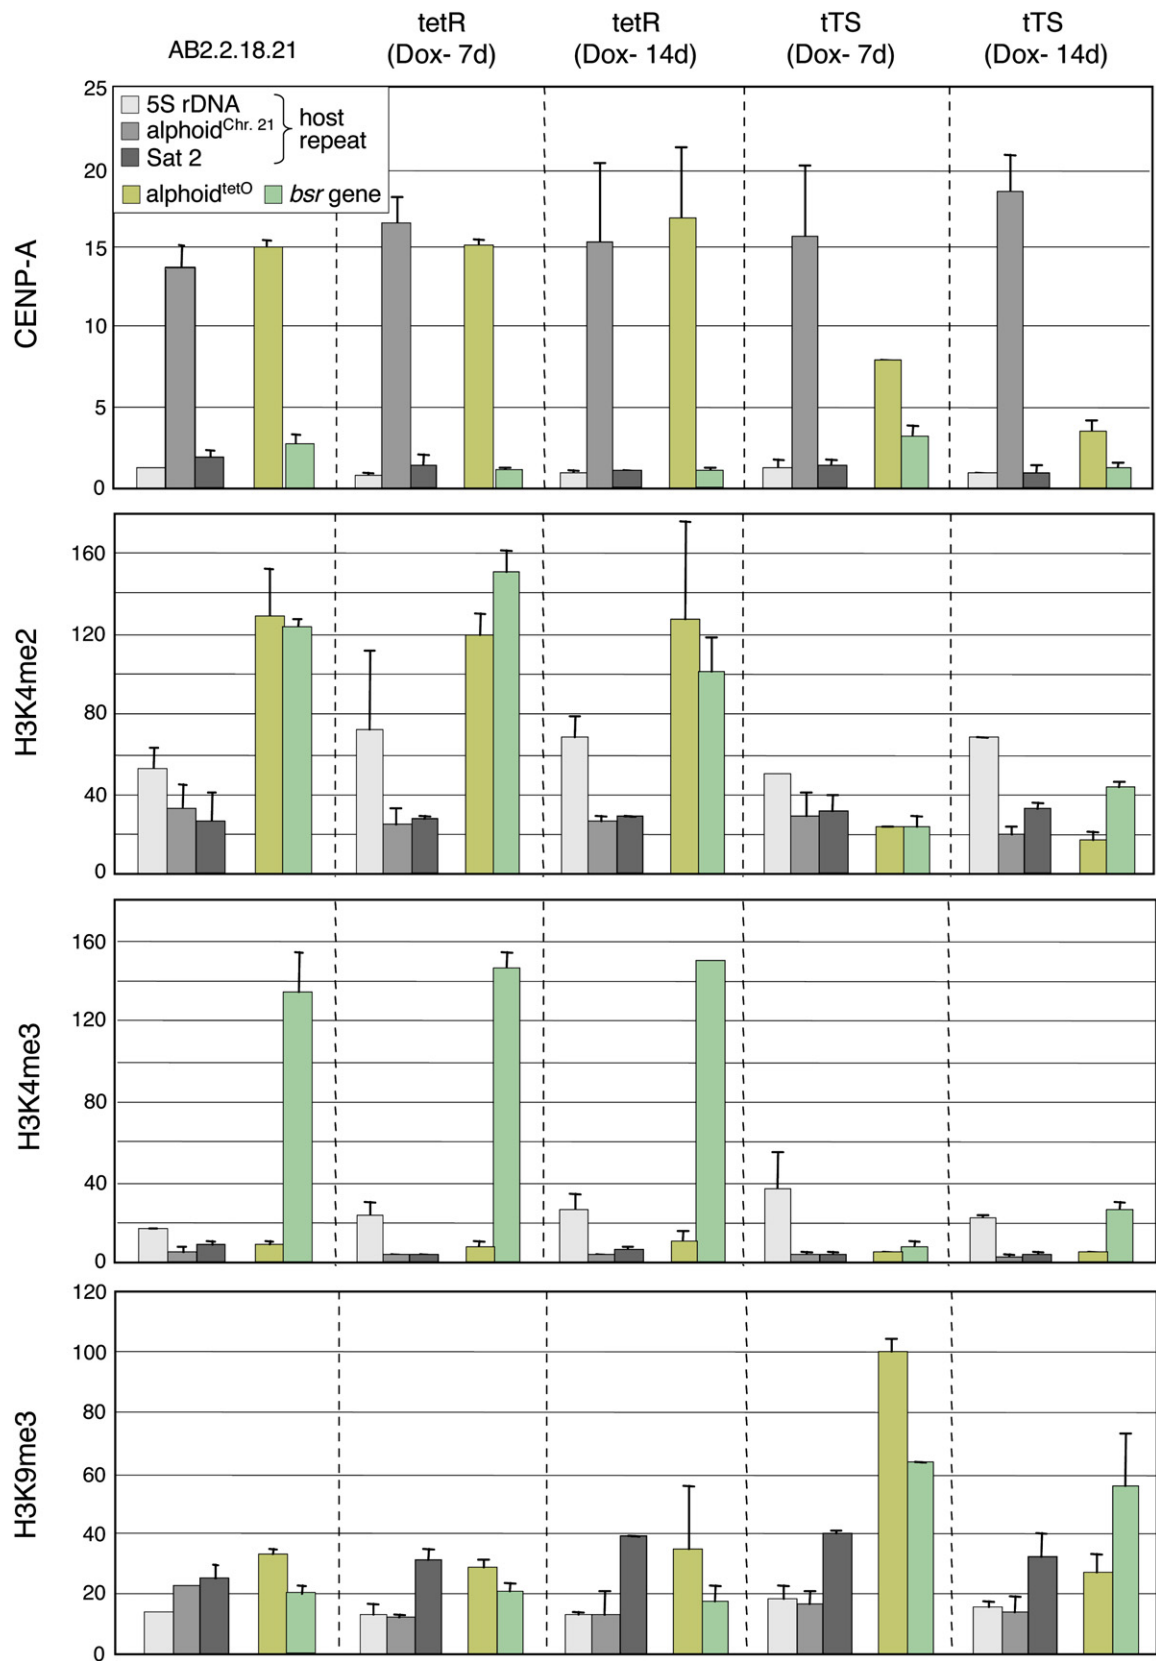 AB2.2.18.21
tetR
(Dox- 7d)
tetR
(Dox- 14d)
tTS
(Dox- 7d)
tTS
(Dox- 14d)
CENP-A
25
20
15
10
5
0
5S rDNA
alphoidChr. 21
Sat 2
host
repeat
alphoidtetO
bsr gene
H3K4me2
160
120
80
40
0
H3K4me3
160
120
80
40
0
H3K9me3
120
100
80
60
40
20
0